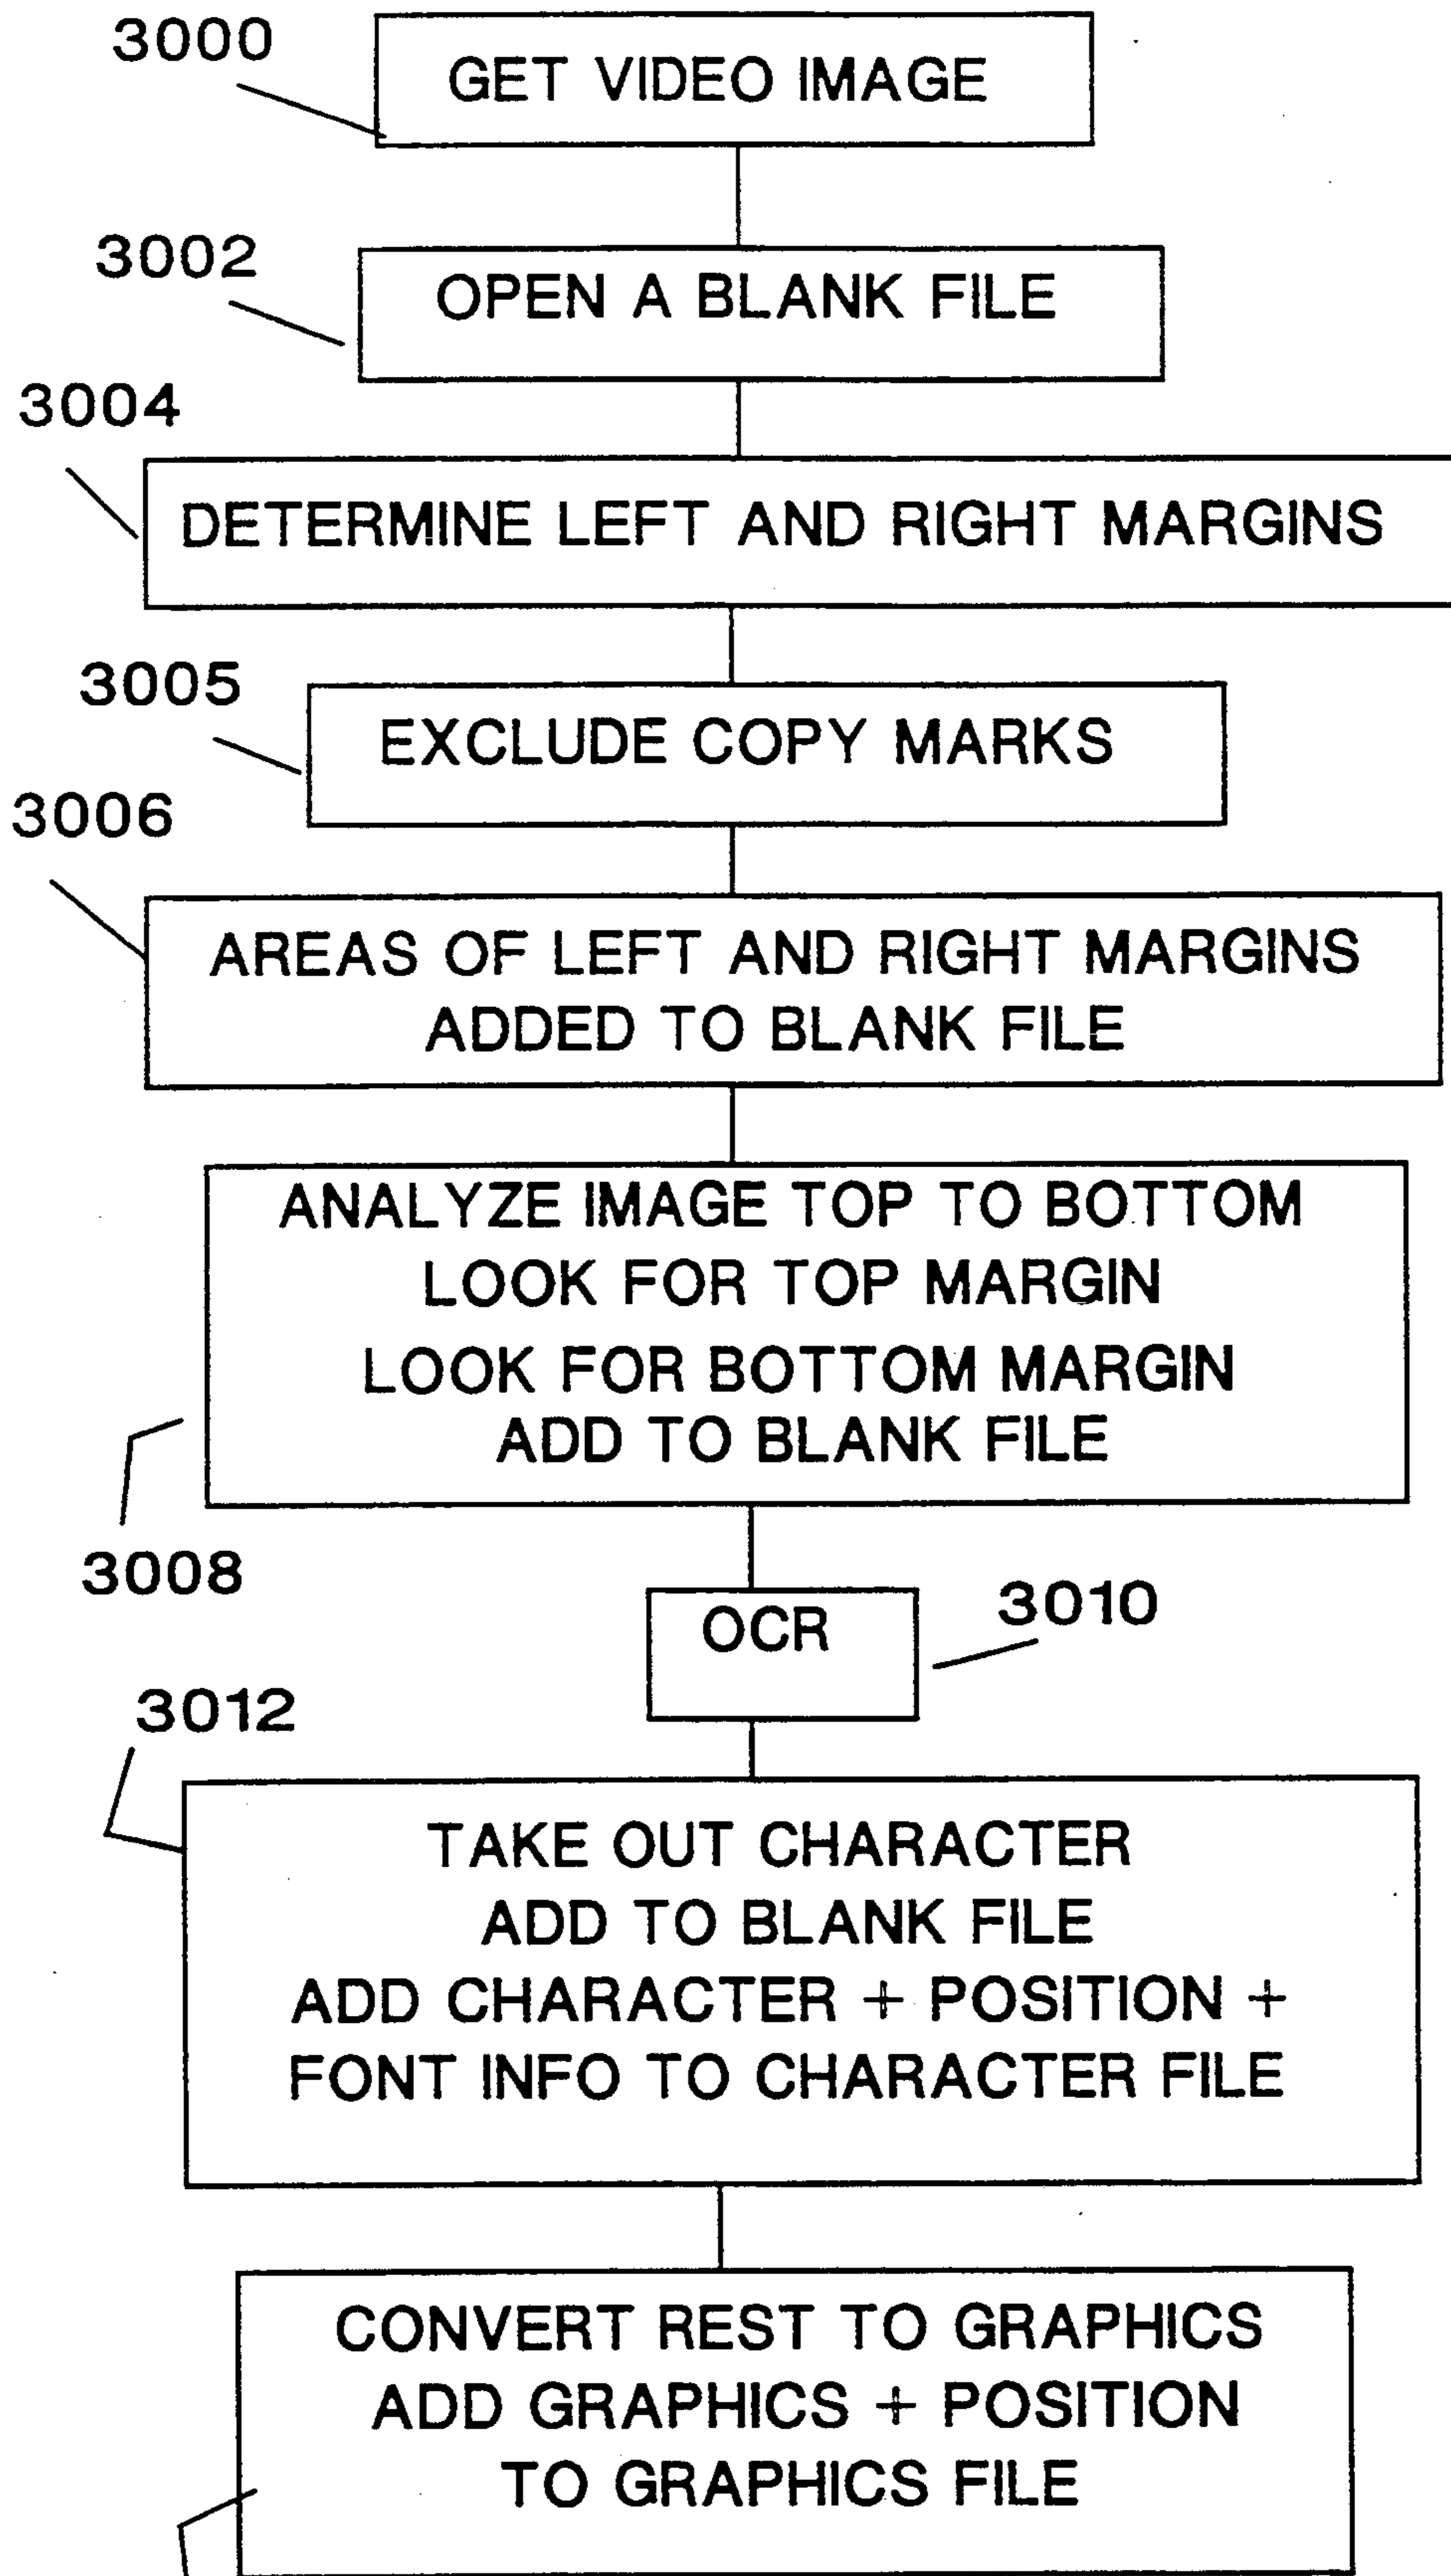 3000
GET VIDEO IMAGE
3002
OPEN A BLANK FILE
3004
DETERMINE LEFT AND RIGHT MARGINS
3005
EXCLUDE COPY MARKS
3006
AREAS OF LEFT AND RIGHT MARGINS
ADDED TO BLANK FILE
ANALYZE IMAGE TOP TO BOTTOM
LOOK FOR TOP MARGIN
LOOK FOR BOTTOM MARGIN
ADD TO BLANK FILE
3008
OCR
3010
3012
TAKE OUT CHARACTER
ADD TO BLANK FILE
ADD CHARACTER + POSITION +
FONT INFO TO CHARACTER FILE
CONVERT REST TO GRAPHICS
ADD GRAPHICS + POSITION
TO GRAPHICS FILE